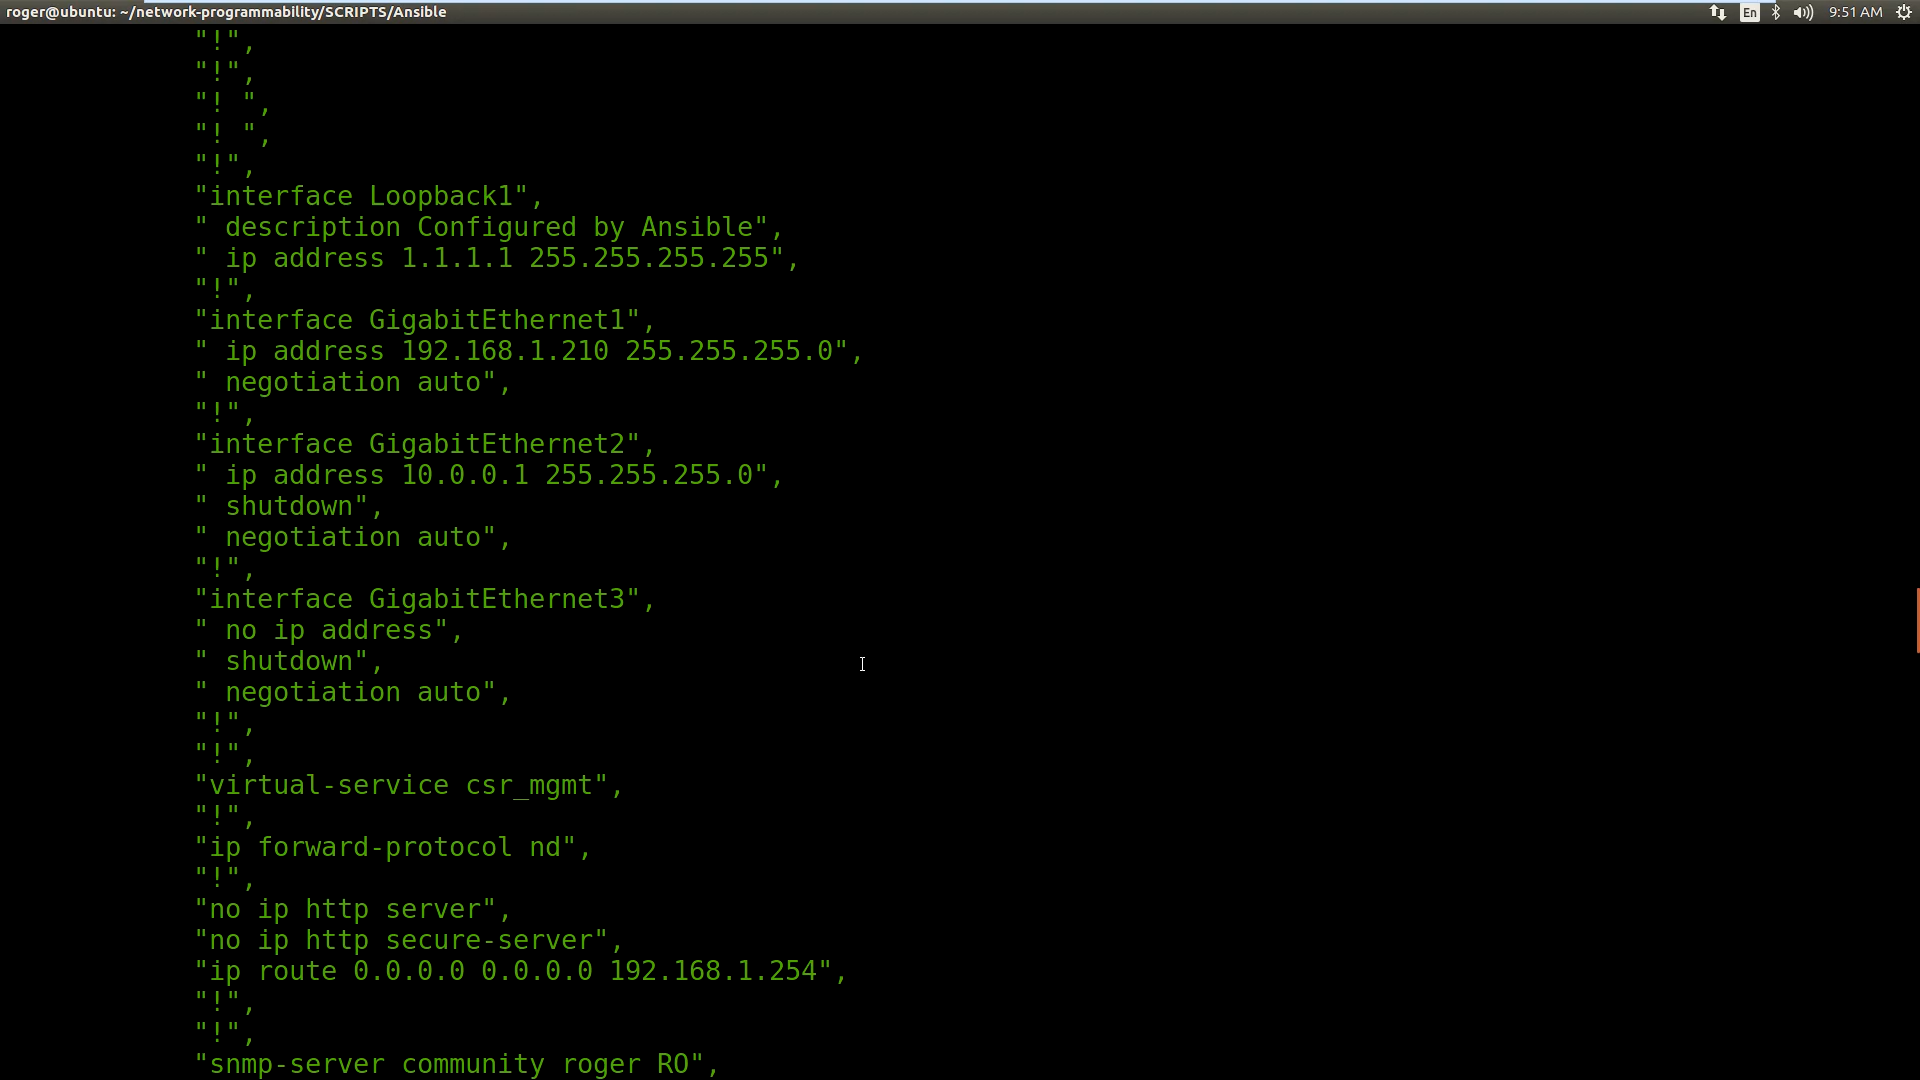 roger@ubuntu: ~/network-programmability/SCRIPTS/Ansible
En
9:51 AM
"!",
"!",
"! ",
"! ",
"!",
"interface Loopback1",
" description Configured by Ansible",
" ip address 1.1.1.1 255.255.255.255",
"!",
"interface GigabitEthernet1",
" ip address 192.168.1.210 255.255.255.0",
" negotiation auto",
"!",
"interface GigabitEthernet2",
" ip address 10.0.0.1 255.255.255.0",
" shutdown",
" negotiation auto",
"!",
"interface GigabitEthernet3",
" no ip address",
" shutdown",
" negotiation auto",
"!",
"!",
"virtual-service csr_mgmt",
"!",
"ip forward-protocol nd",
"!",
"no ip http server",
"no ip http secure-server",
"ip route 0.0.0.0 0.0.0.0 192.168.1.254",
"!",
"!",
"snmp-server community roger RO",